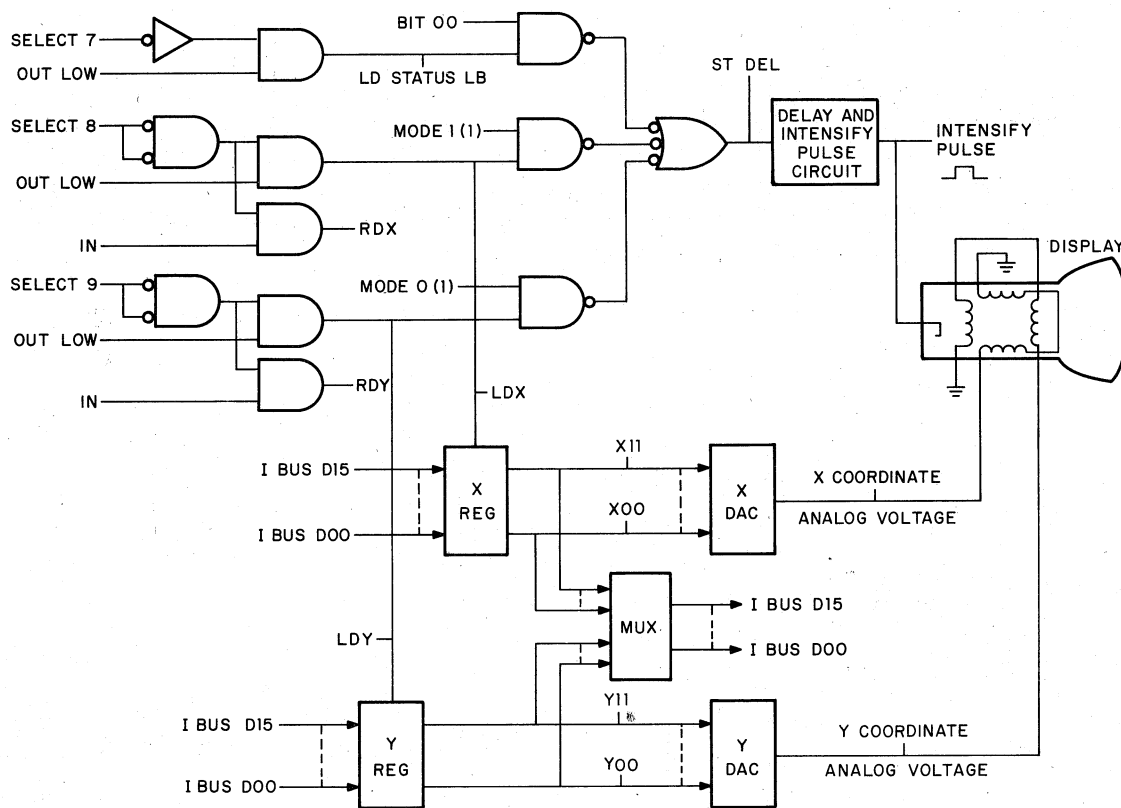 BIT 00
SELECT 7
OUT LOW
LD STATUS LB
ST DEL
SELECT 8
MODE 1 (1)
DELAY AND
INTENSIFY
PULSE
CIRCUIT
INTENSIFY
PULSE
OUT LOW
RDX
IN
DISPLAY
SELECT 9
MODE 0 (1)
OUT LOW
RDY
IN
LDX
I BUS D15
X
REG
X11
X
DAC
X COORDINATE
ANALOG VOLTAGE
X00
I BUS D00
MUX
I BUS D15
I BUS D00
LDY
I BUS D15
Y
REG
Y11
Y
DAC
Y COORDINATE
ANALOG VOLTAGE
Y00
I BUS D00